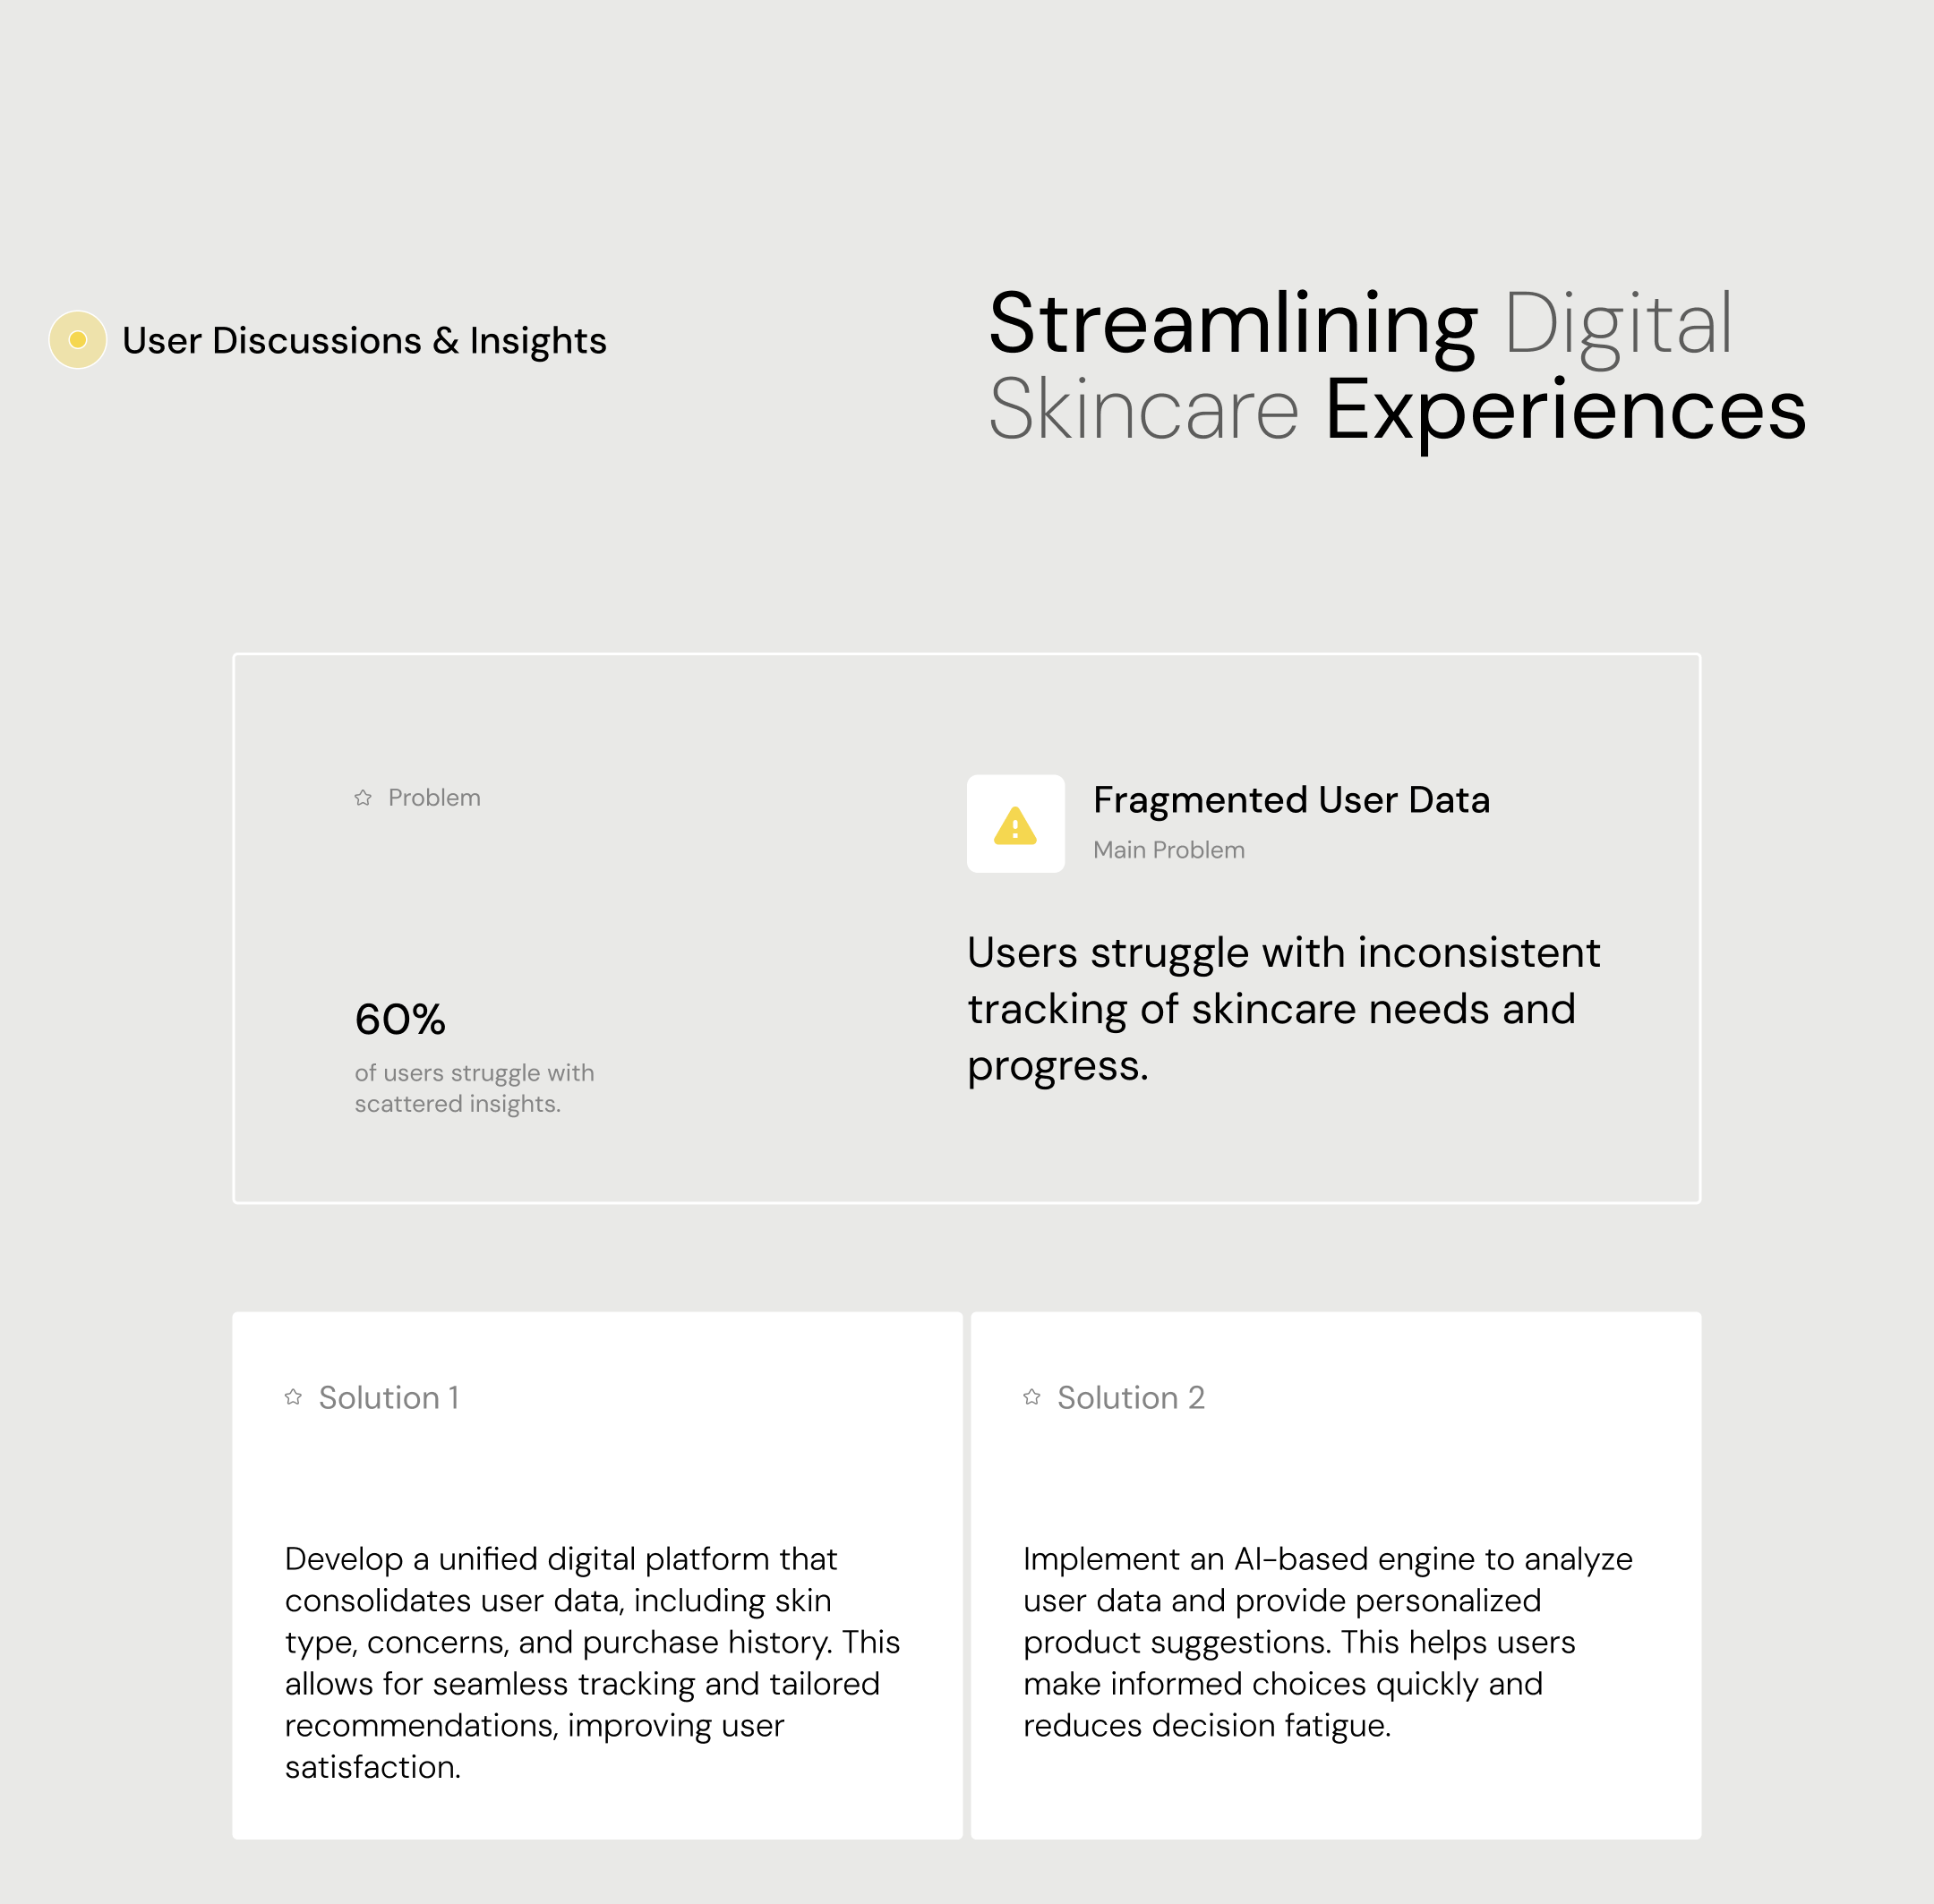 User Discussions & Insights
Streamlining Digital
Skincare Experiences
Problem
60%
of users struggle with
scattered insights.
Fragmented User Data
Main Problem
Users struggle with inconsistent
tracking of skincare needs and
progress.
Solution 1
Develop a unified digital platform that
consolidates user data, including skin
type, concerns, and purchase history. This
allows for seamless tracking and tailored
recommendations, improving user
satisfaction.
Solution 2
Implement an AI-based engine to analyze
user data and provide personalized
product suggestions. This helps users
make informed choices quickly and
reduces decision fatigue.